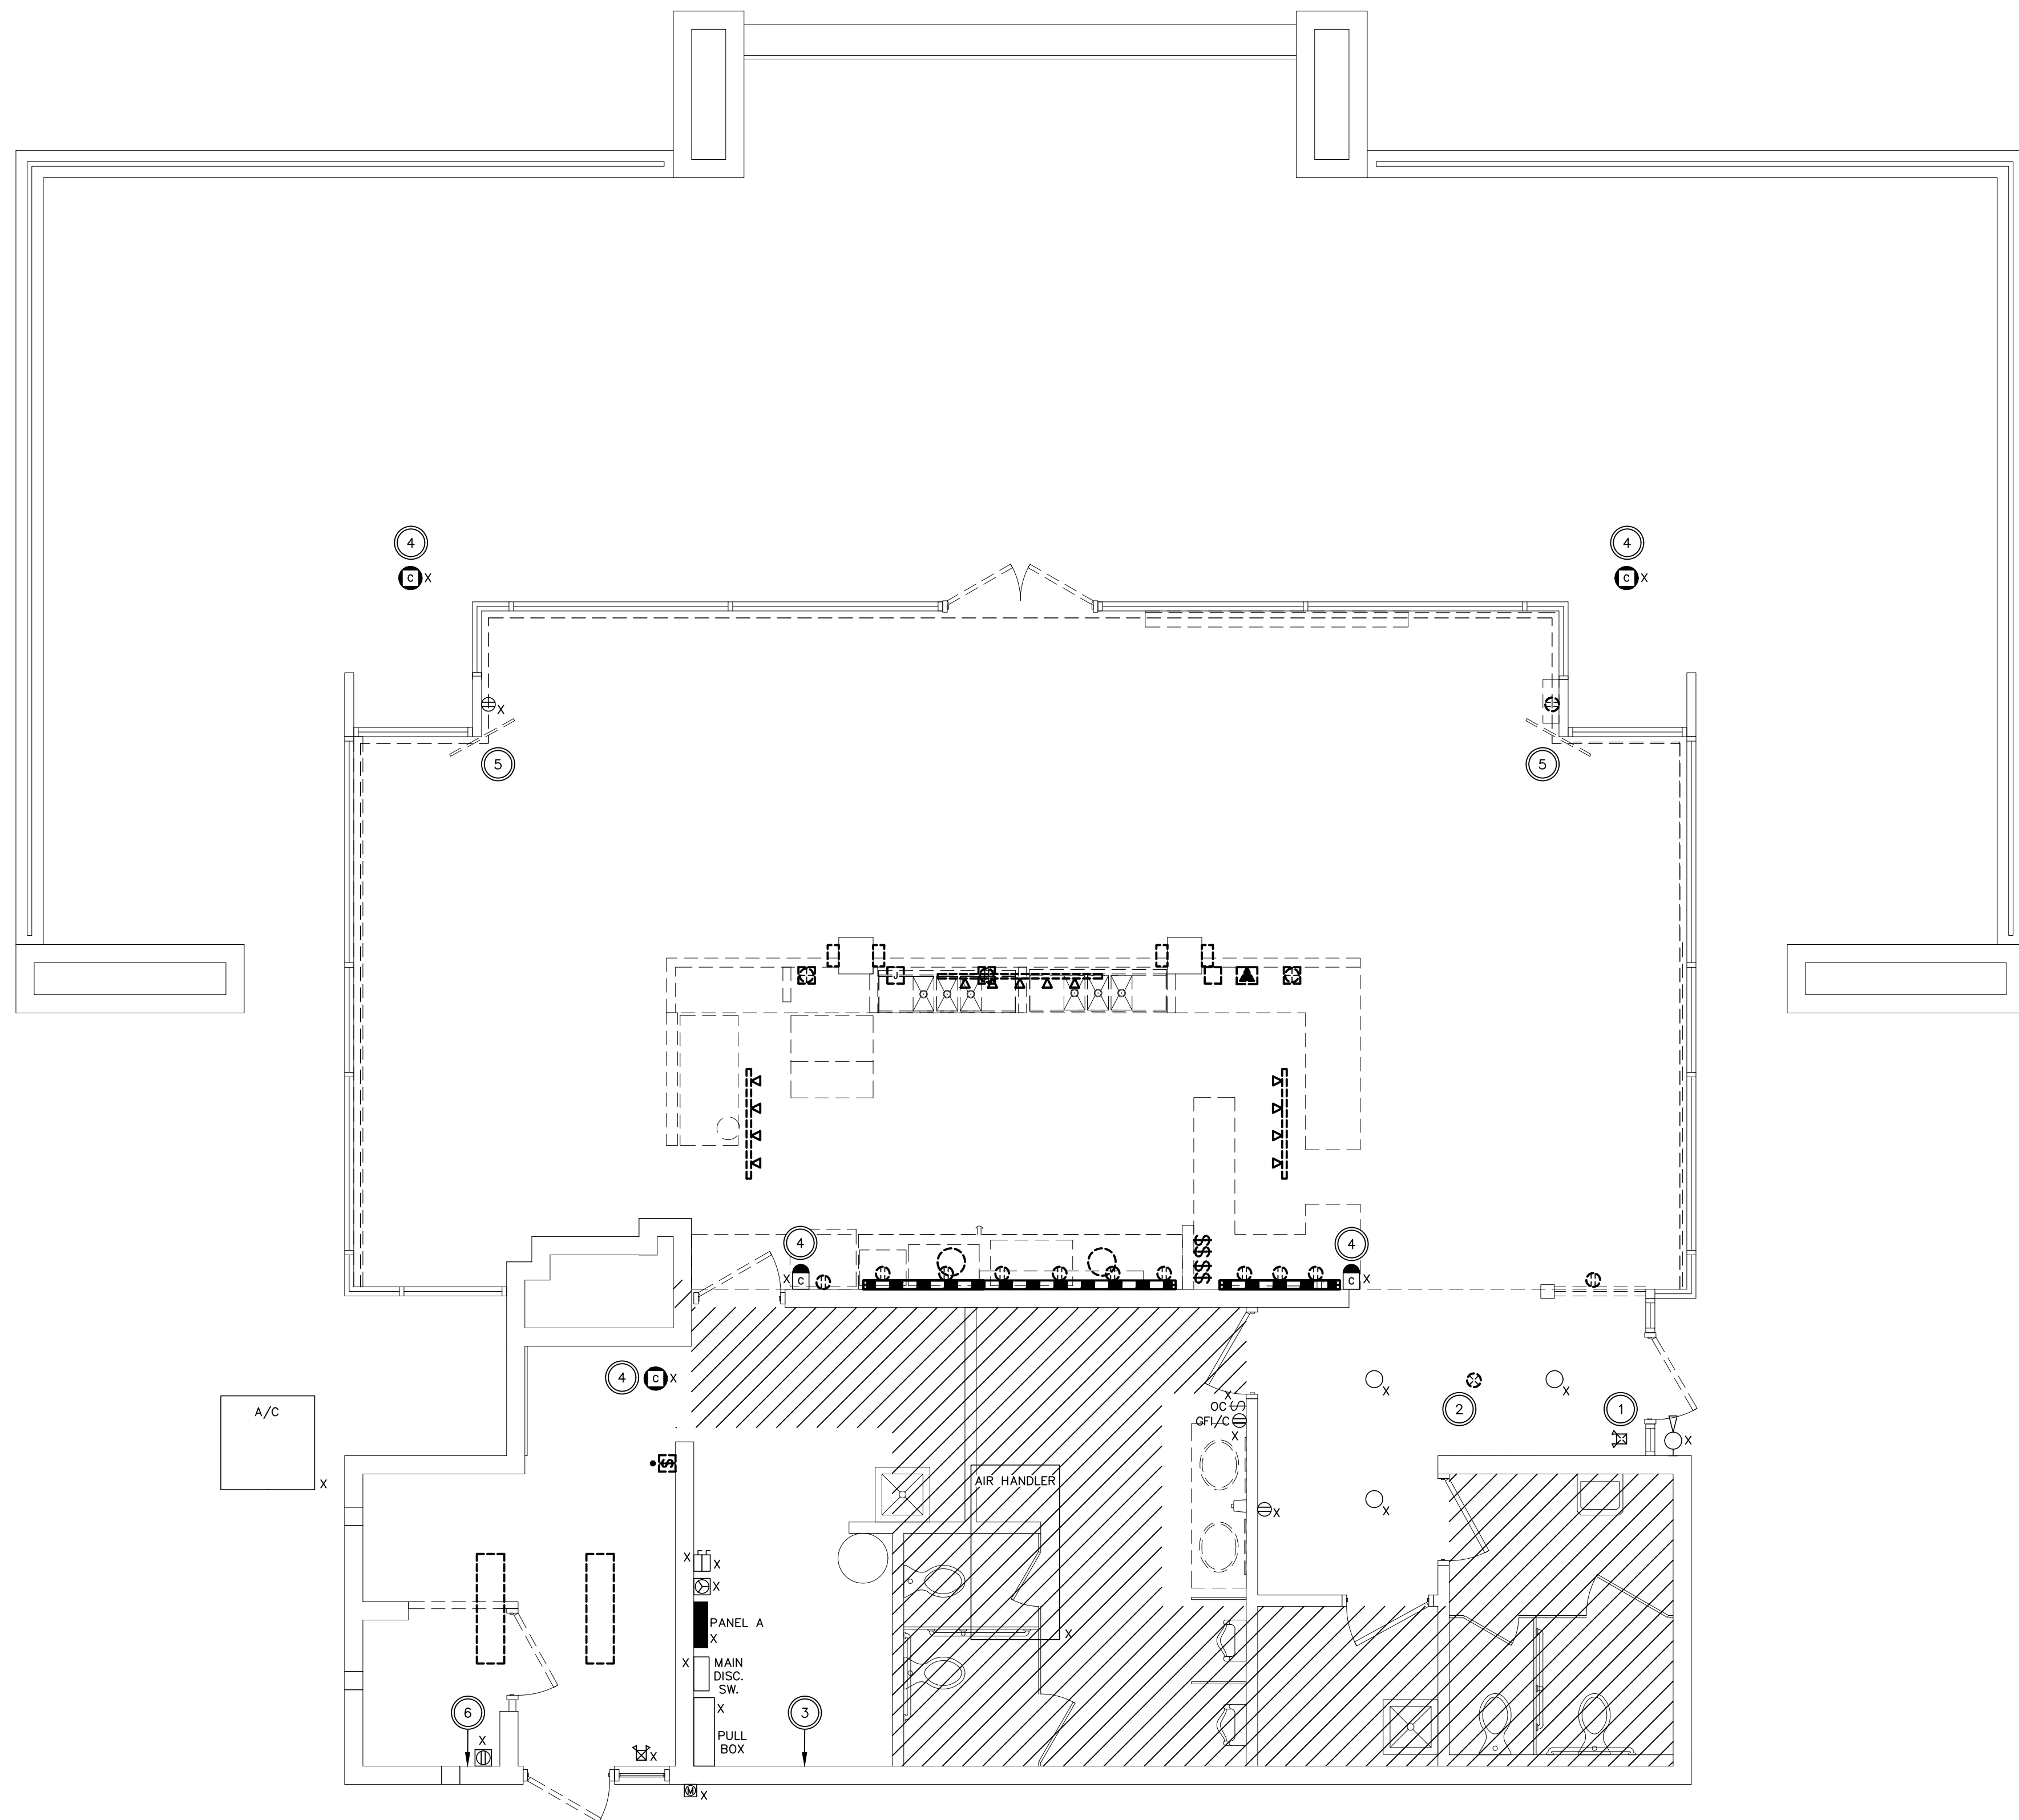 4
4
C X
C X
X
5
5
J
4
4
$$$$
X C
C X
4 C X
X
X
2
1
OC $
GFI/C
X
X
A/C
X
X
$
AIR HANDLER
X
X
X X
X
PANEL A
X
X
X MAIN
DISC.
SW.
6
X
3
X
PULL
BOX
X
M X